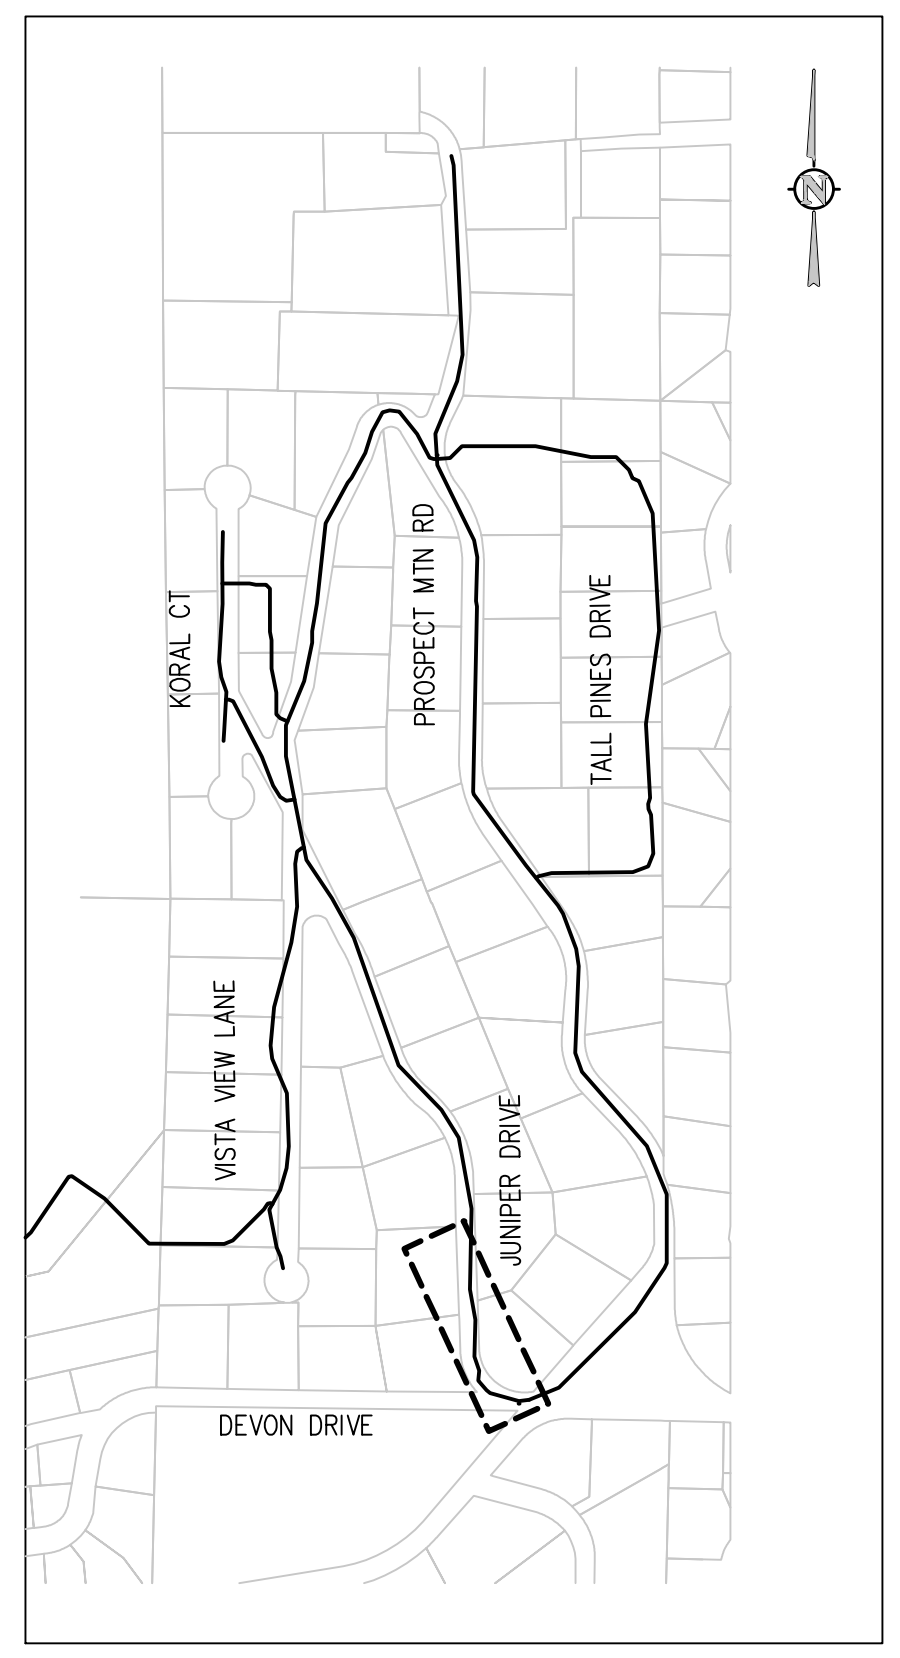 N
PROSPECT MTN RD
KORAL CT
TALL PINES DRIVE
VISTA VIEW LANE
JUNIPER DRIVE
DEVON DRIVE